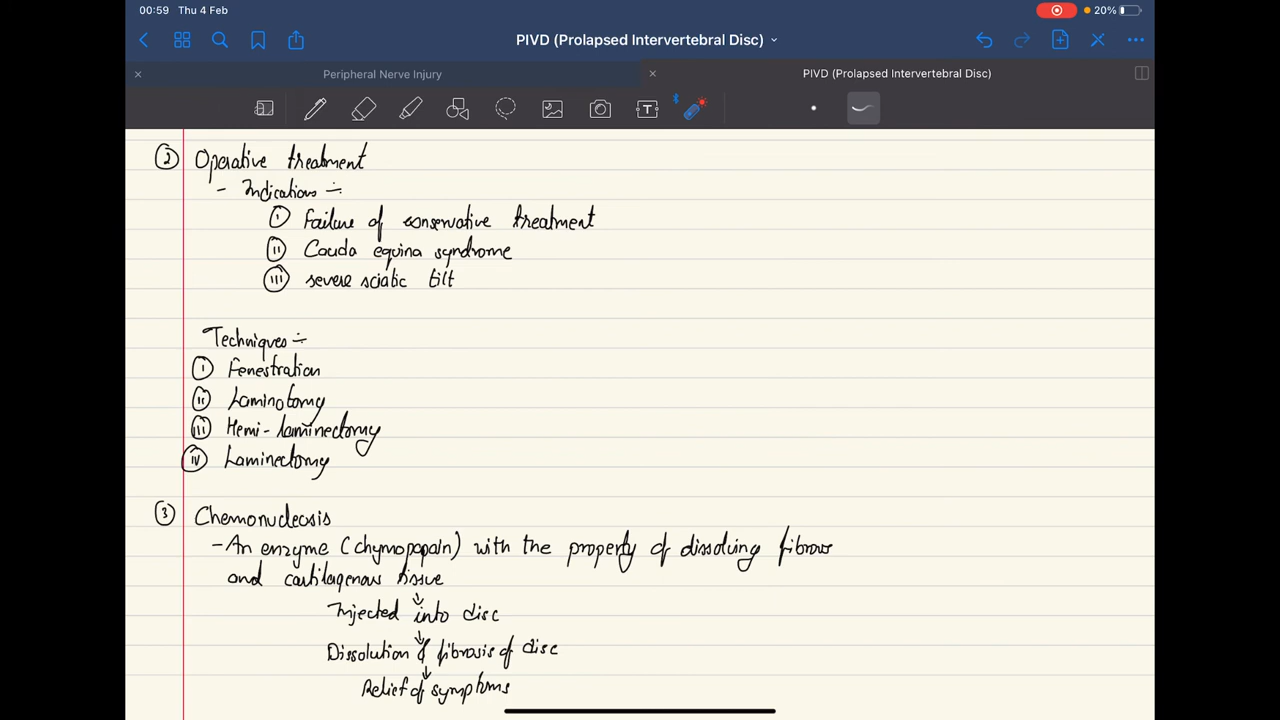 00:59 Thu 4 Feb
20%
PIVD (Prolapsed Intervertebral Disc)
Peripheral Nerve Injury
PIVD (Prolapsed Intervertebral Disc)
② Operative treatment
- Indications :-
(i) Failure of conservative treatment
(ii) Cauda equina syndrome
(iii) severe sciatic tilt
Techniques :-
(i) Fenestration
(ii) Laminotomy
(iii) Hemi-laminectomy
(iv) Laminectomy
③ Chemonucleosis
- An enzyme (chymopapain) with the property of dissolving fibrous
and cartilagenous tissue
↓
Injected into disc
↓
Dissolution & fibrosis of disc
↓
Relief of symptoms